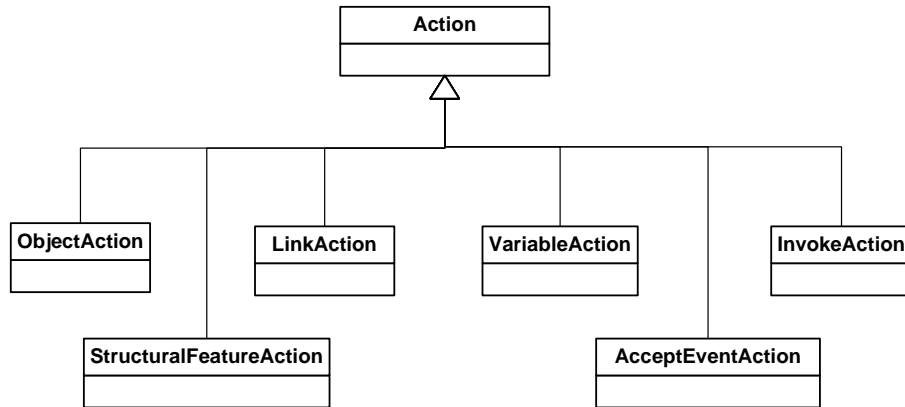 Action
ObjectAction
LinkAction
VariableAction
InvokeAction
StructuralFeatureAction
AcceptEventAction